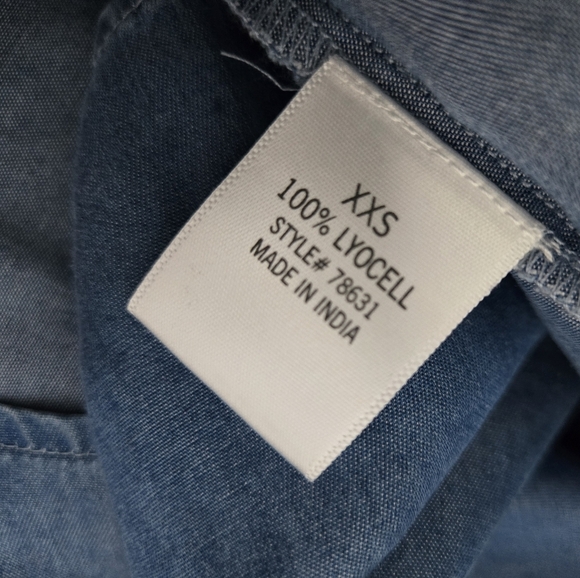 XXS
100% LYOCELL
STYLE# 78631
MADE IN INDIA